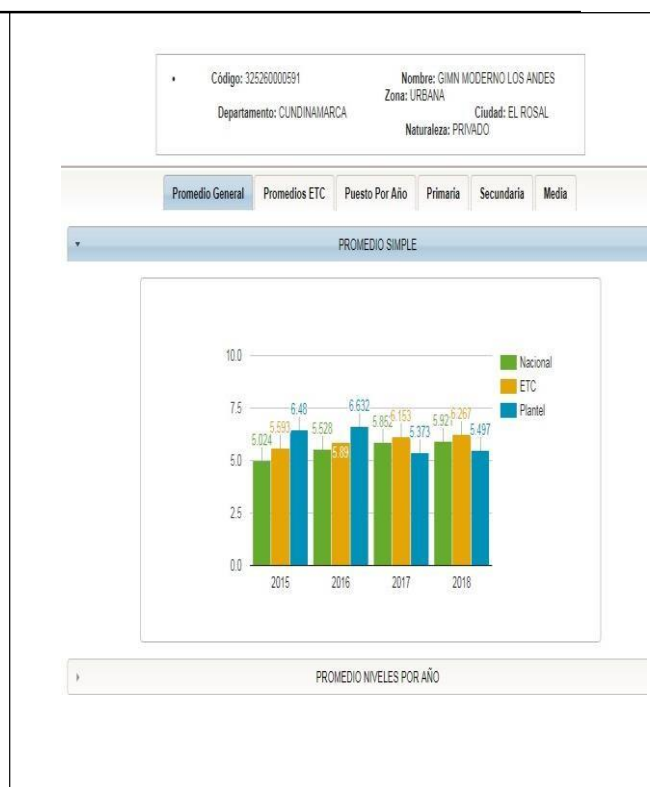 • Código: 325260000591 Nombre: GIMN MODERNO LOS ANDES
Zona: URBANA
Departamento: CUNDINAMARCA Ciudad: EL ROSAL
Naturaleza: PRIVADO
Promedio General Promedios ETC Puesto Por Año Primaria Secundaria Media
PROMEDIO SIMPLE
10.0
7.5
5.0
2.5
0.0
5.024 5.593 6.48 5.528 5.89 6.632 5.862 6.153 5.373 5.921 6.267 5.497
2015 2016 2017 2018
Nacional
ETC
Plantel
PROMEDIO NIVELES POR AÑO